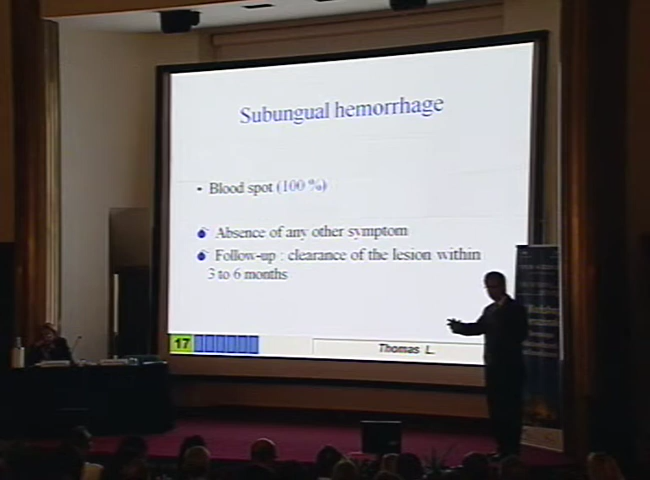 Subungual hemorrhage
• Blood spot (100 %)
Absence of any other symptom
Follow-up : clearance of the lesion within
3 to 6 months
17
Thomas L.